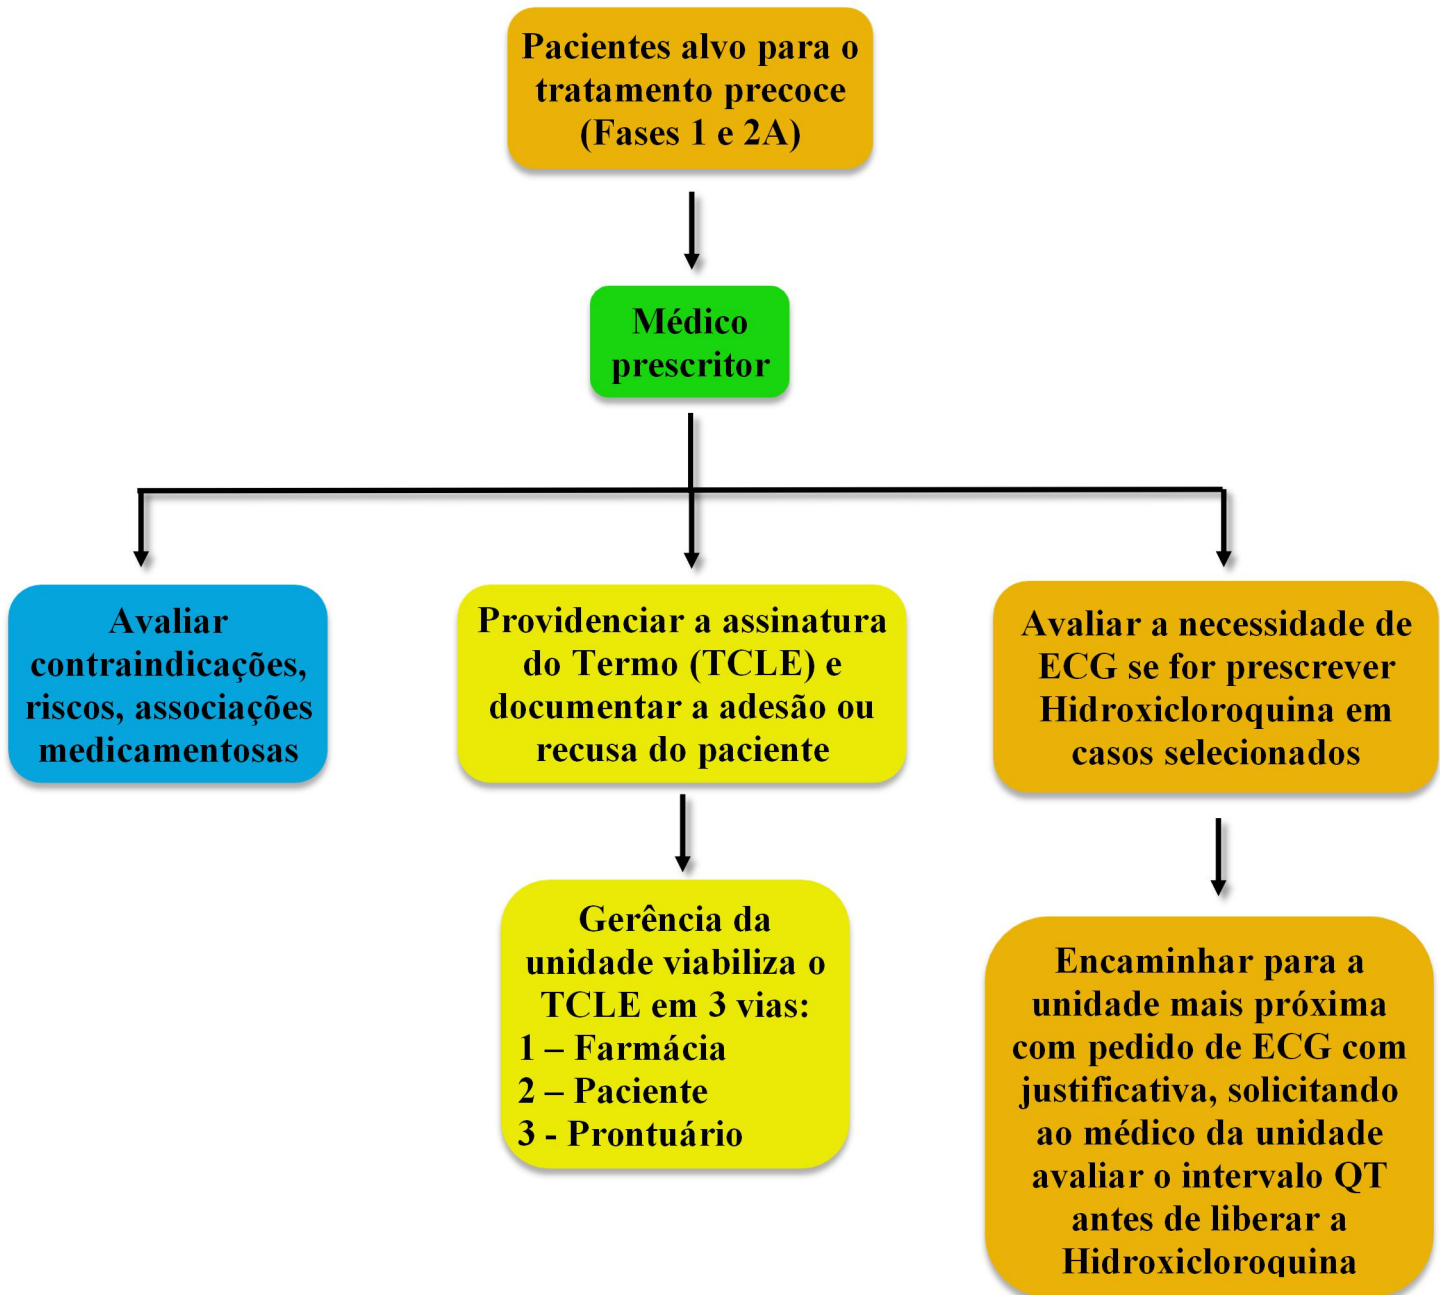 Pacientes alvo para o
tratamento precoce
(Fases 1 e 2A)
Médico
prescritor
Avaliar
contraindicações,
riscos, associações
medicamentosas
Providenciar a assinatura
do Termo (TCLE) e
documentar a adesão ou
recusa do paciente
Avaliar a necessidade de
ECG se for prescrever
Hidroxicloroquina em
casos selecionados
Gerência da
unidade viabiliza o
TCLE em 3 vias:
1 – Farmácia
2 – Paciente
3 - Prontuário
Encaminhar para a
unidade mais próxima
com pedido de ECG com
justificativa, solicitando
ao médico da unidade
avaliar o intervalo QT
antes de liberar a
Hidroxicloroquina